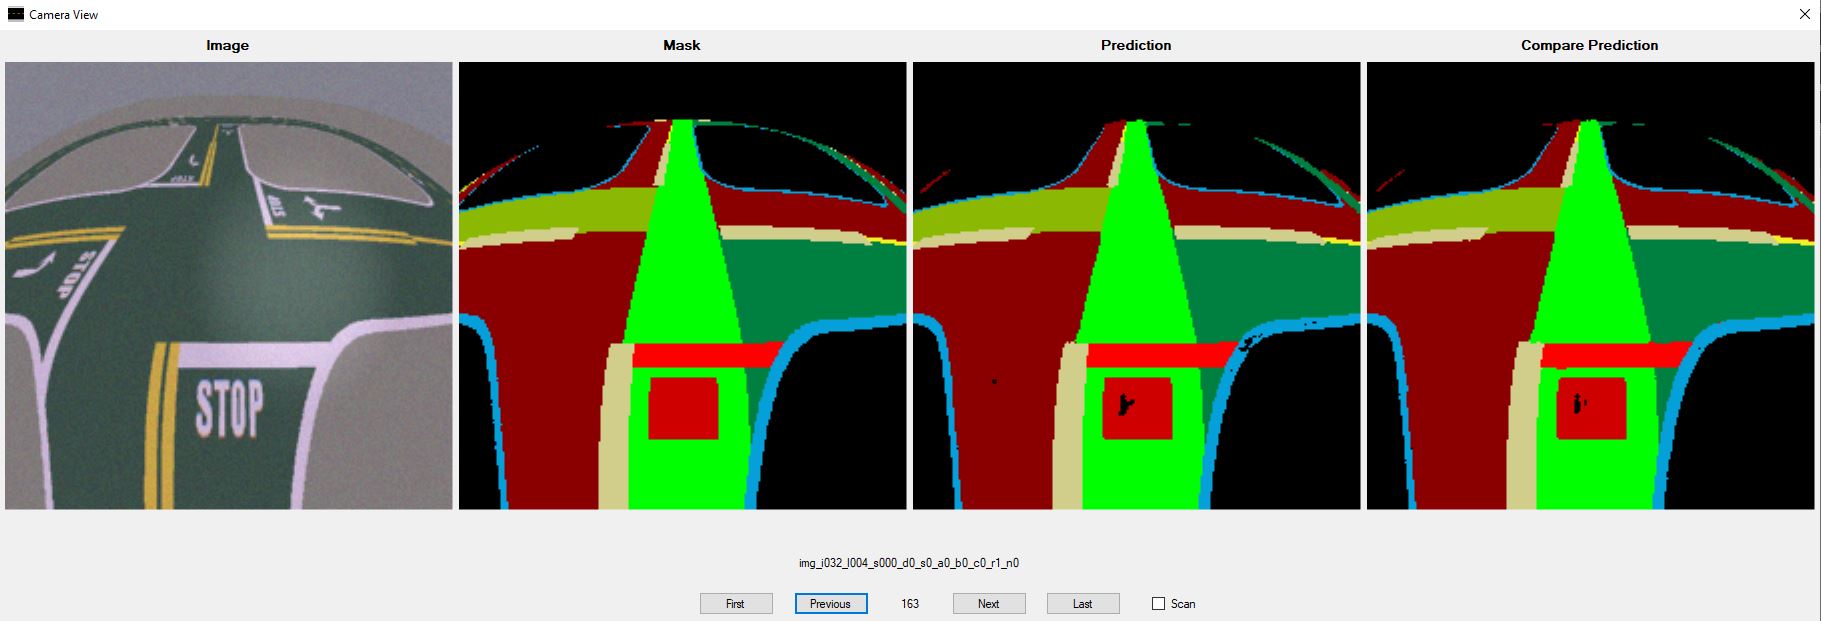 Camera View
Image
Mask
Prediction
Compare Prediction
STOP
STOP
STOP
STOP
img_i032_l004_s000_d0_s0_a0_b0_c0_r1_n0
First
Previous
163
Next
Last
Scan